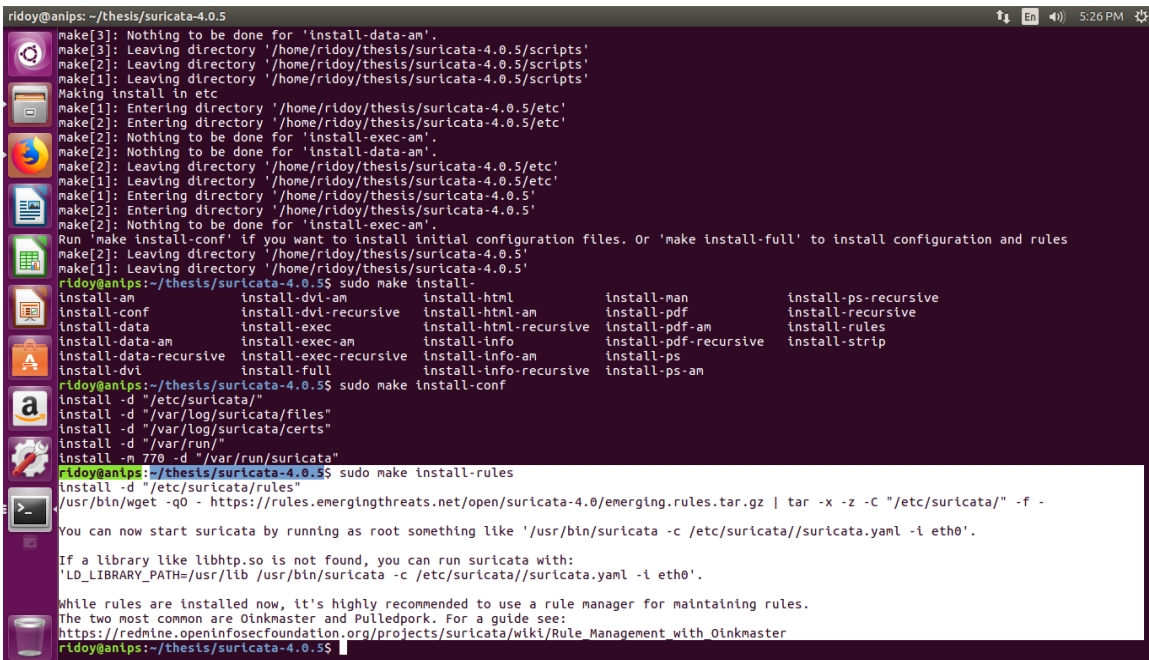 ridoy@anips: ~/thesis/suricata-4.0.5 En 5:26 PM
make[3]: Nothing to be done for 'install-data-am'.
make[3]: Leaving directory '/home/ridoy/thesis/suricata-4.0.5/scripts'
make[2]: Leaving directory '/home/ridoy/thesis/suricata-4.0.5/scripts'
make[1]: Leaving directory '/home/ridoy/thesis/suricata-4.0.5/scripts'
Making install in etc
make[1]: Entering directory '/home/ridoy/thesis/suricata-4.0.5/etc'
make[2]: Entering directory '/home/ridoy/thesis/suricata-4.0.5/etc'
make[2]: Nothing to be done for 'install-exec-am'.
make[2]: Nothing to be done for 'install-data-am'.
make[2]: Leaving directory '/home/ridoy/thesis/suricata-4.0.5/etc'
make[1]: Leaving directory '/home/ridoy/thesis/suricata-4.0.5/etc'
make[1]: Entering directory '/home/ridoy/thesis/suricata-4.0.5'
make[2]: Entering directory '/home/ridoy/thesis/suricata-4.0.5'
make[2]: Nothing to be done for 'install-exec-am'.
Run 'make install-conf' if you want to install initial configuration files. Or 'make install-full' to install configuration and rules
make[2]: Leaving directory '/home/ridoy/thesis/suricata-4.0.5'
make[1]: Leaving directory '/home/ridoy/thesis/suricata-4.0.5'
ridoy@anips:~/thesis/suricata-4.0.5$ sudo make install-
install-am install-dvi-am install-html install-man install-ps-recursive
install-conf install-dvi-recursive install-html-am install-pdf install-recursive
install-data install-exec install-html-recursive install-pdf-am install-rules
install-data-am install-exec-am install-info install-pdf-recursive install-strip
install-data-recursive install-exec-recursive install-info-am install-ps
install-dvi install-full install-info-recursive install-ps-am
ridoy@anips:~/thesis/suricata-4.0.5$ sudo make install-conf
install -d "/etc/suricata/"
install -d "/var/log/suricata/files"
install -d "/var/log/suricata/certs"
install -d "/var/run/"
install -m 770 -d "/var/run/suricata"
ridoy@anips:~/thesis/suricata-4.0.5$ sudo make install-rules
install -d "/etc/suricata/rules"
/usr/bin/wget -qO - https://rules.emergingthreats.net/open/suricata-4.0/emerging.rules.tar.gz | tar -x -z -C "/etc/suricata/" -f -
You can now start suricata by running as root something like '/usr/bin/suricata -c /etc/suricata//suricata.yaml -i eth0'.
If a library like libhtp.so is not found, you can run suricata with:
'LD_LIBRARY_PATH=/usr/lib /usr/bin/suricata -c /etc/suricata//suricata.yaml -i eth0'.
While rules are installed now, it's highly recommended to use a rule manager for maintaining rules.
The two most common are Oinkmaster and Pulledpork. For a guide see:
https://redmine.openinfosecfoundation.org/projects/suricata/wiki/Rule_Management_with_Oinkmaster
ridoy@anips:~/thesis/suricata-4.0.5$